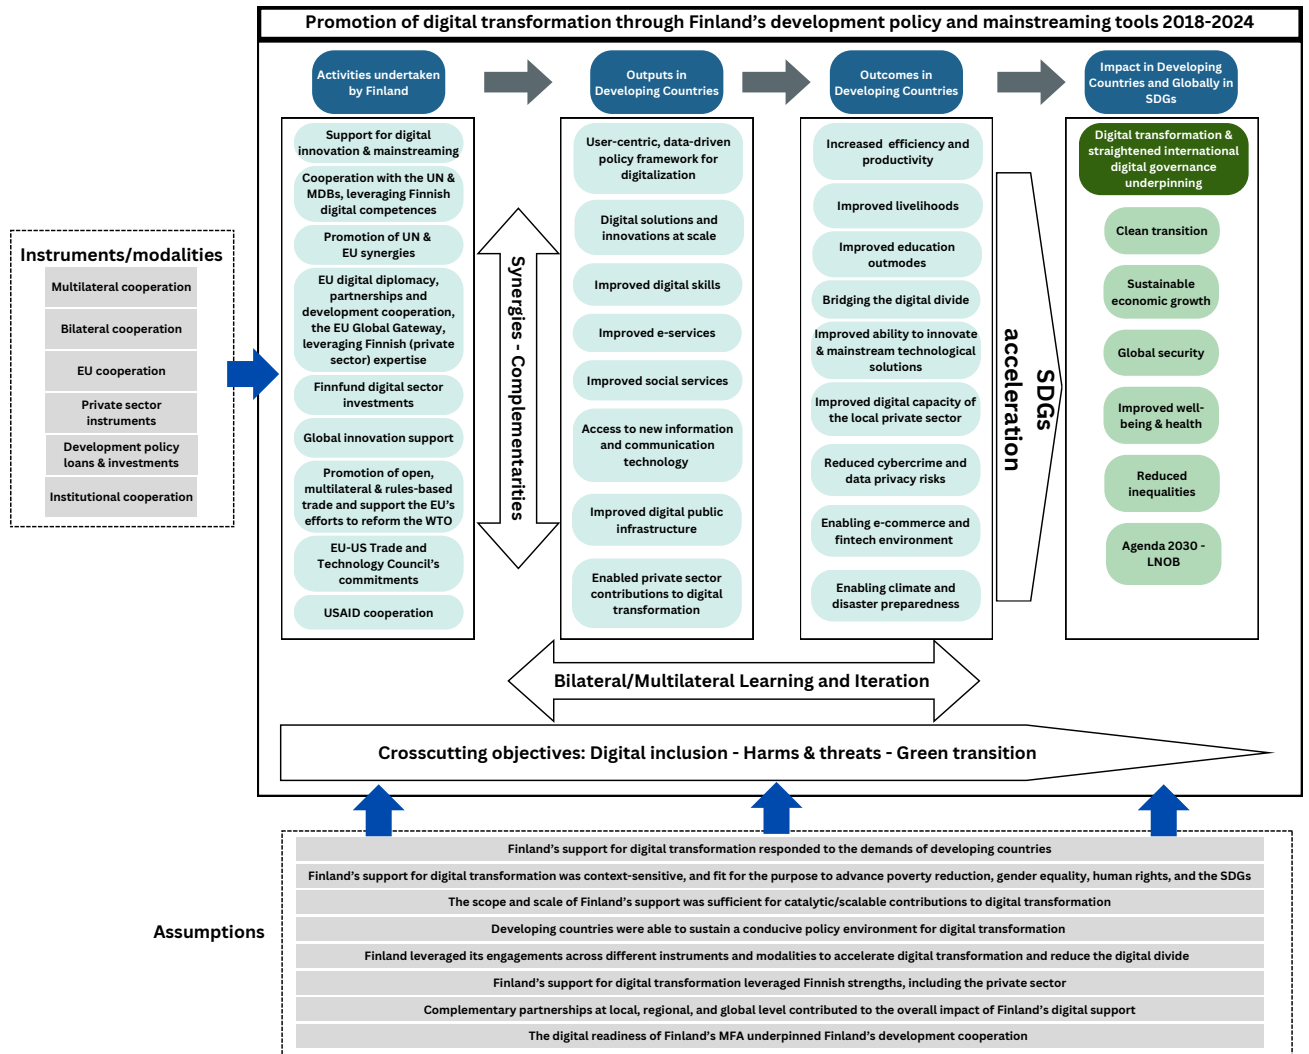 Promotion of digital transformation through Finland’s development policy and mainstreaming tools 2018-2024
Activities undertaken
by Finland
Outputs in
Developing Countries
Outcomes in
Developing Countries
Impact in Developing
Countries and Globally in
SDGs
Instruments/modalities
Multilateral cooperation
Bilateral cooperation
EU cooperation
Private sector
instruments
Development policy
loans & investments
Institutional cooperation
Support for digital
innovation & mainstreaming
Cooperation with the UN &
MDBs, leveraging Finnish
digital competences
Promotion of UN &
EU synergies
EU digital diplomacy,
partnerships and
development cooperation,
the EU Global Gateway,
leveraging Finnish (private
sector) expertise
Finnfund digital sector
investments
Global innovation support
Promotion of open,
multilateral & rules-based
trade and support the EU’s
efforts to reform the WTO
EU-US Trade and
Technology Council’s
commitments
USAID cooperation
Synergies - Complementarities
User-centric, data-driven
policy framework for
digitalization
Digital solutions and
innovations at scale
Improved digital skills
Improved e-services
Improved social services
Access to new information
and communication
technology
Improved digital public
infrastructure
Enabled private sector
contributions to digital
transformation
Increased efficiency and
productivity
Improved livelihoods
Improved education
outmodes
Bridging the digital divide
Improved ability to innovate
& mainstream technological
solutions
Improved digital capacity of
the local private sector
Reduced cybercrime and
data privacy risks
Enabling e-commerce and
fintech environment
Enabling climate and
disaster preparedness
SDGs
acceleration
Digital transformation &
straightened international
digital governance
underpinning
Clean transition
Sustainable
economic growth
Global security
Improved well-
being & health
Reduced
inequalities
Agenda 2030 -
LNOB
Bilateral/Multilateral Learning and Iteration
Crosscutting objectives: Digital inclusion - Harms & threats - Green transition
Assumptions
Finland’s support for digital transformation responded to the demands of developing countries
Finland’s support for digital transformation was context-sensitive, and fit for the purpose to advance poverty reduction, gender equality, human rights, and the SDGs
The scope and scale of Finland’s support was sufficient for catalytic/scalable contributions to digital transformation
Developing countries were able to sustain a conducive policy environment for digital transformation
Finland leveraged its engagements across different instruments and modalities to accelerate digital transformation and reduce the digital divide
Finland’s support for digital transformation leveraged Finnish strengths, including the private sector
Complementary partnerships at local, regional, and global level contributed to the overall impact of Finland’s digital support
The digital readiness of Finland’s MFA underpinned Finland’s development cooperation